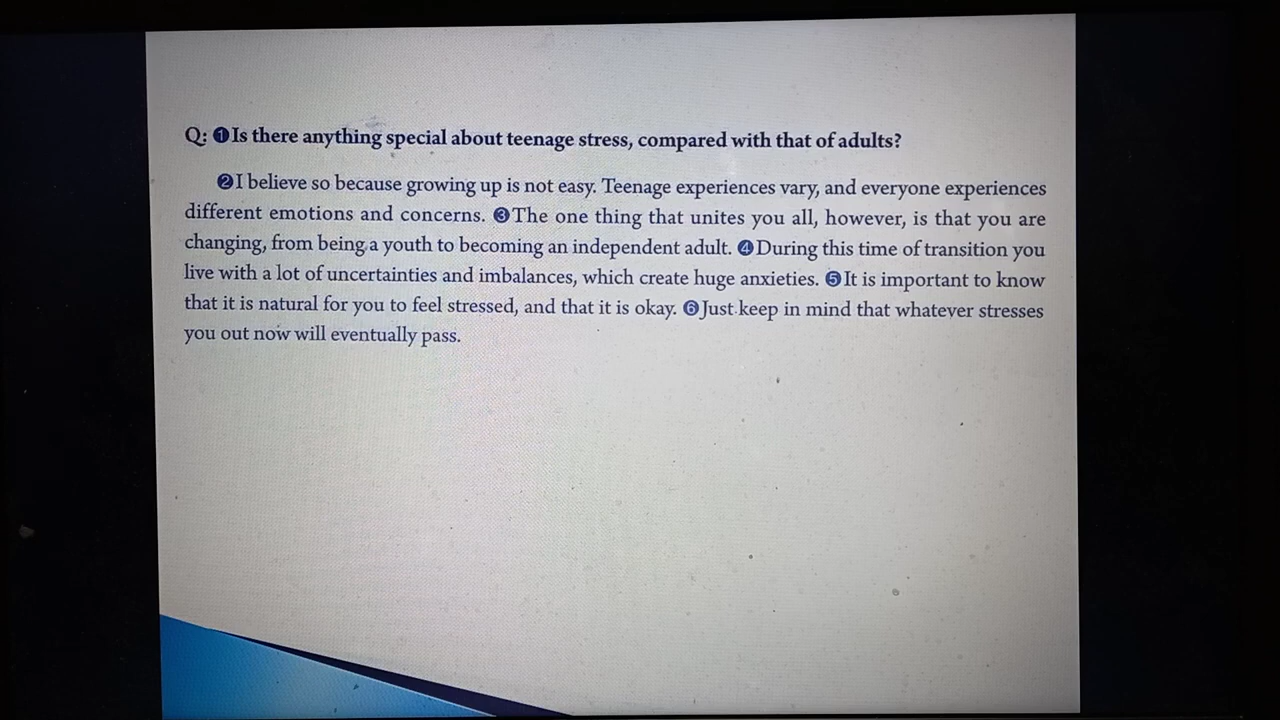 Q: ❶Is there anything special about teenage stress, compared with that of adults?
❷I believe so because growing up is not easy. Teenage experiences vary, and everyone experiences
different emotions and concerns. ❸The one thing that unites you all, however, is that you are
changing, from being a youth to becoming an independent adult. ❹During this time of transition you
live with a lot of uncertainties and imbalances, which create huge anxieties. ❺It is important to know
that it is natural for you to feel stressed, and that it is okay. ❻Just keep in mind that whatever stresses
you out now will eventually pass.